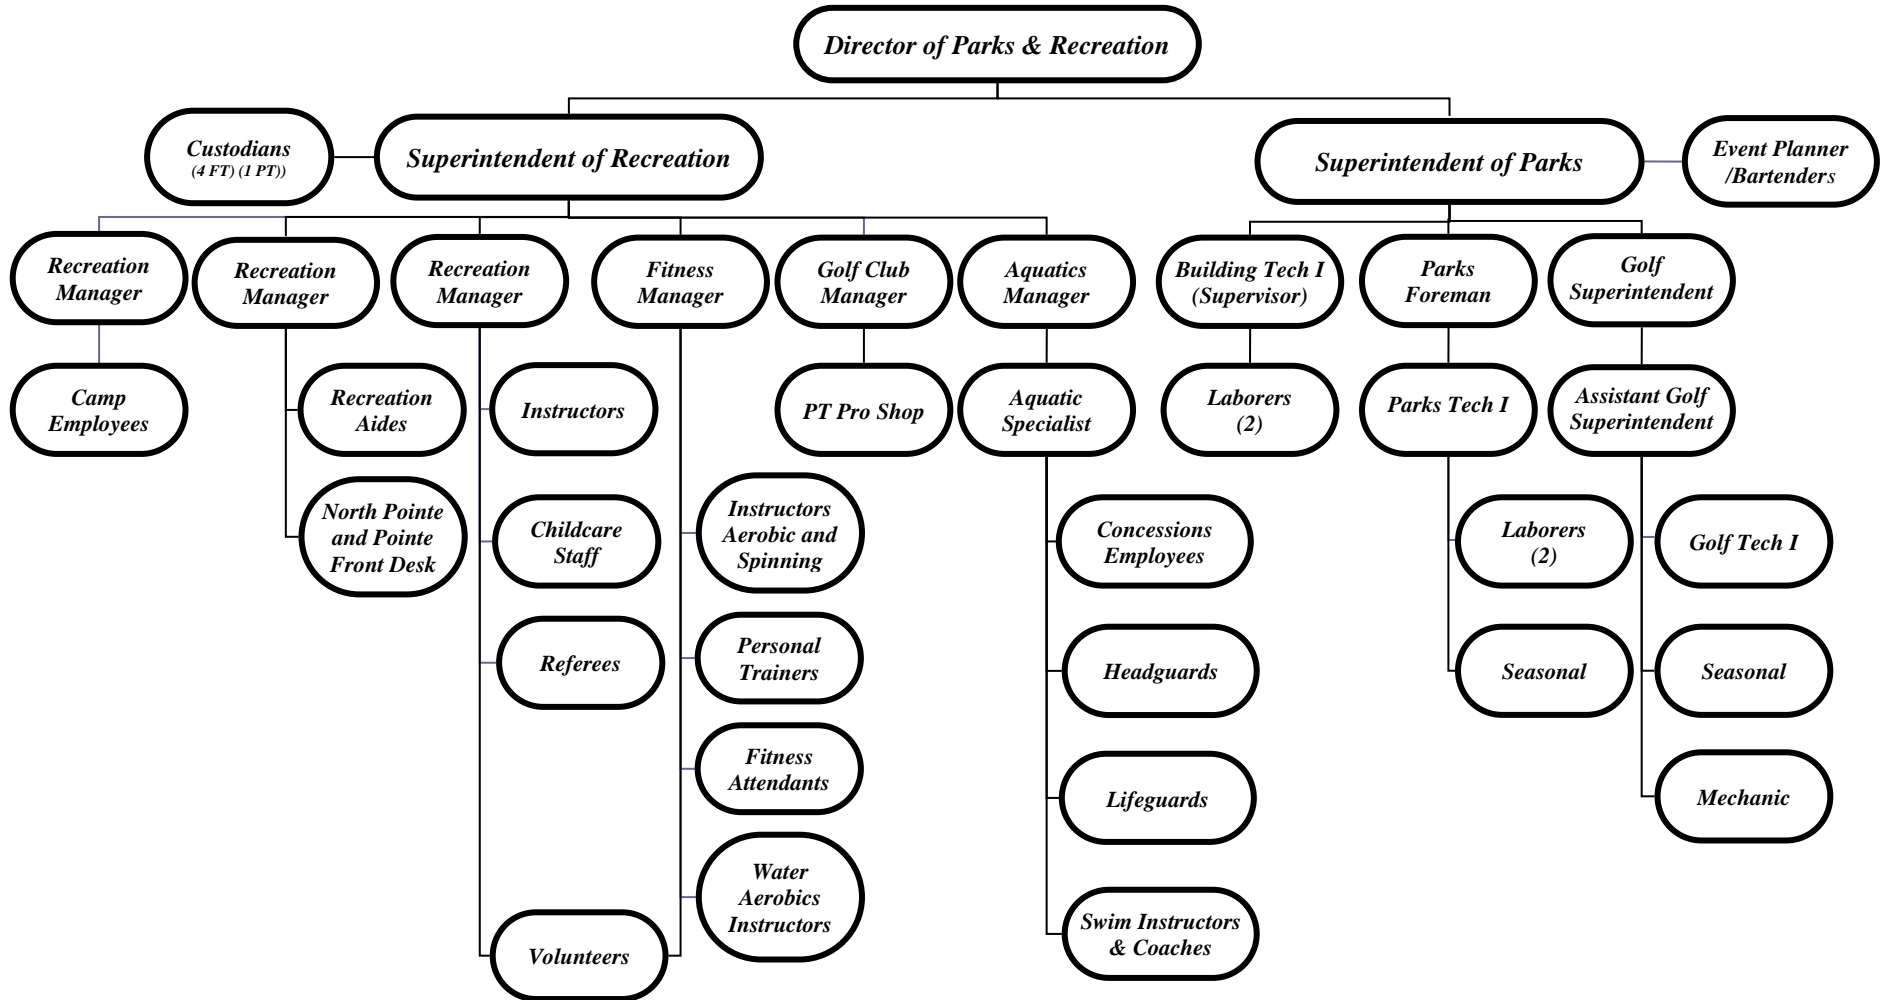 Director of Parks & Recreation
Custodians
(4 FT) (1 PT))
Superintendent of Recreation
Superintendent of Parks
Event Planner
/Bartenders
Recreation
Manager
Recreation
Manager
Recreation
Manager
Fitness
Manager
Golf Club
Manager
Aquatics
Manager
Building Tech I
(Supervisor)
Parks
Foreman
Golf
Superintendent
Camp
Employees
Recreation
Aides
Instructors
PT Pro Shop
Aquatic
Specialist
Laborers
(2)
Parks Tech I
Assistant Golf
Superintendent
North Pointe
and Pointe
Front Desk
Childcare
Staff
Instructors
Aerobic and
Spinning
Concessions
Employees
Laborers
(2)
Golf Tech I
Referees
Personal
Trainers
Headguards
Seasonal
Seasonal
Fitness
Attendants
Lifeguards
Mechanic
Water
Aerobics
Instructors
Volunteers
Swim Instructors
& Coaches